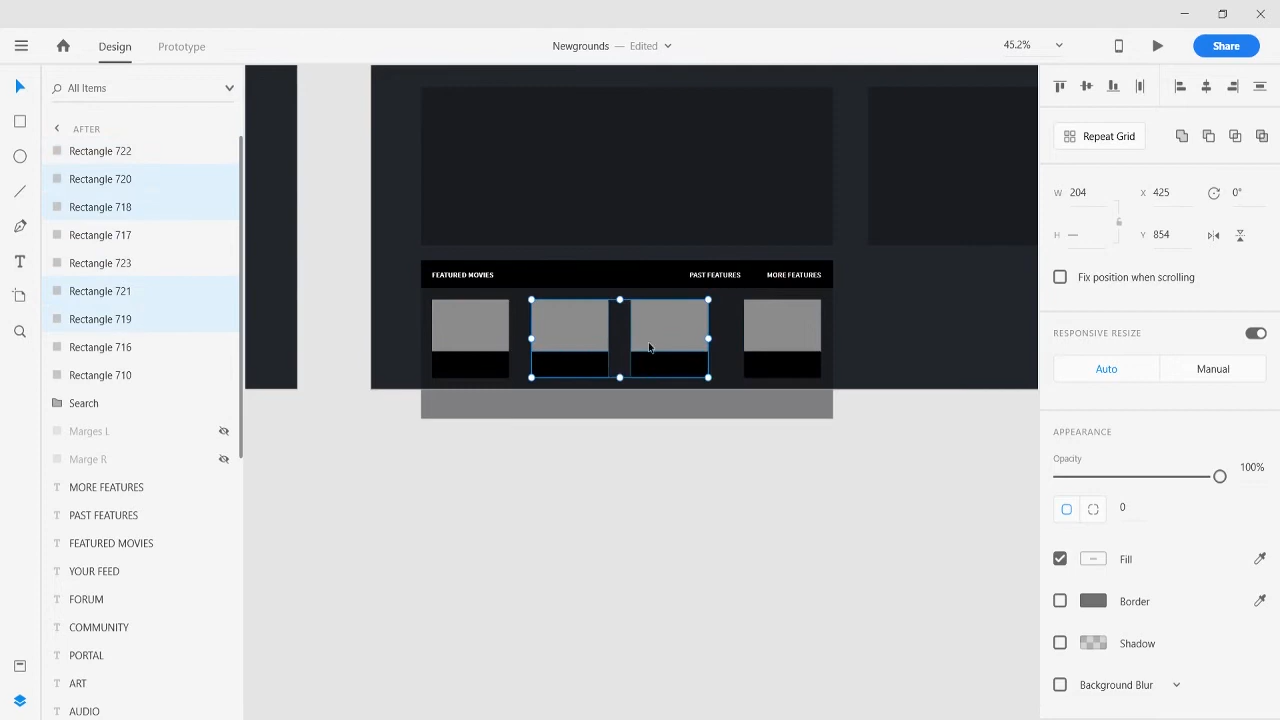 Design
Prototype
Newgrounds — Edited
45.2%
Share
All Items
AFTER
Rectangle 722
Rectangle 720
Rectangle 718
Rectangle 717
Rectangle 723
Rectangle 721
Rectangle 719
Rectangle 716
Rectangle 710
Search
Marges L
Marge R
T MORE FEATURES
T PAST FEATURES
T FEATURED MOVIES
T YOUR FEED
T FORUM
T COMMUNITY
T PORTAL
T ART
T AUDIO
FEATURED MOVIES
PAST FEATURES
MORE FEATURES
Repeat Grid
W 204
X 425
0°
H —
Y 854
Fix position when scrolling
RESPONSIVE RESIZE
Auto
Manual
APPEARANCE
Opacity
100%
0
Fill
Border
Shadow
Background Blur